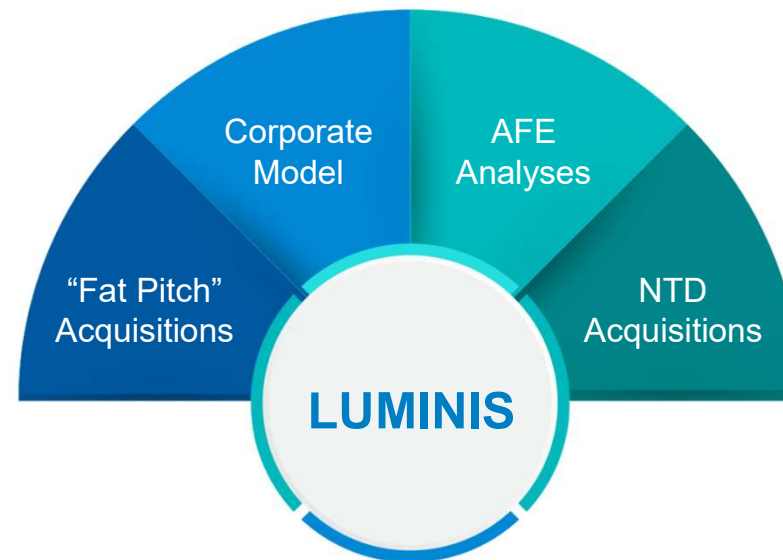 “Fat Pitch”
Acquisitions
Corporate
Model
AFE
Analyses
NTD
Acquisitions
LUMINIS